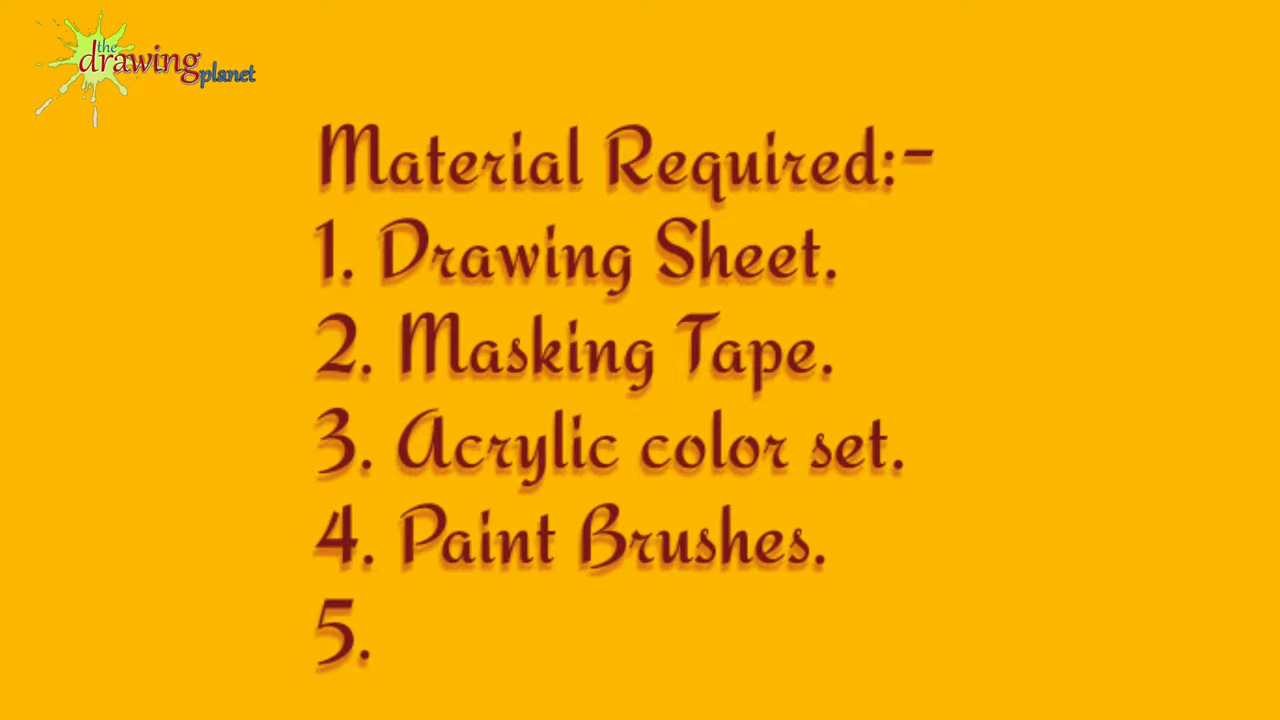 the
drawing
planet
Material Required:-
1. Drawing Sheet.
2. Masking Tape.
3. Acrylic color set.
4. Paint Brushes.
5.